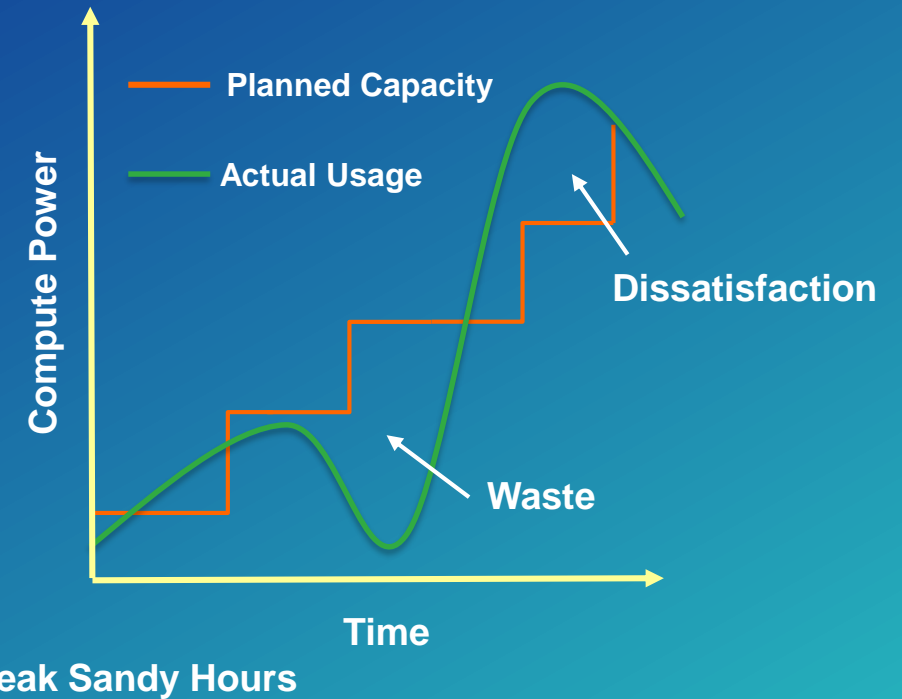 Planned Capacity
Actual Usage
Compute Power
Dissatisfaction
Waste
Time
eak Sandy Hours